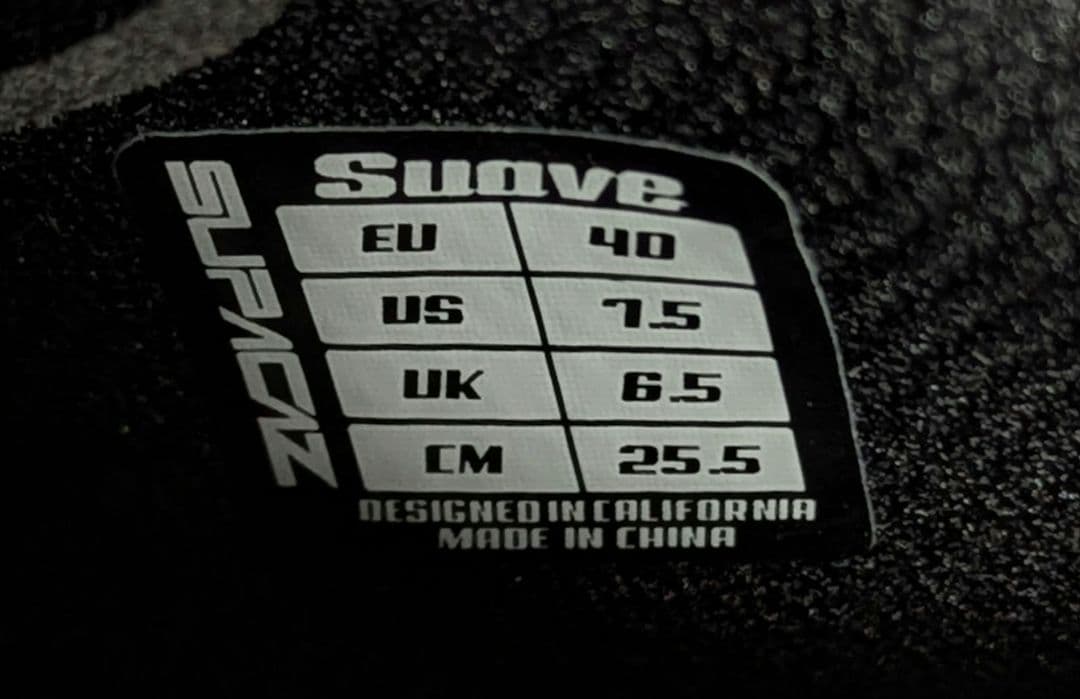 Suave
SUPACAZ
EU 40
US 7.5
UK 6.5
CM 25.5
DESIGNED IN CALIFORNIA
MADE IN CHINA